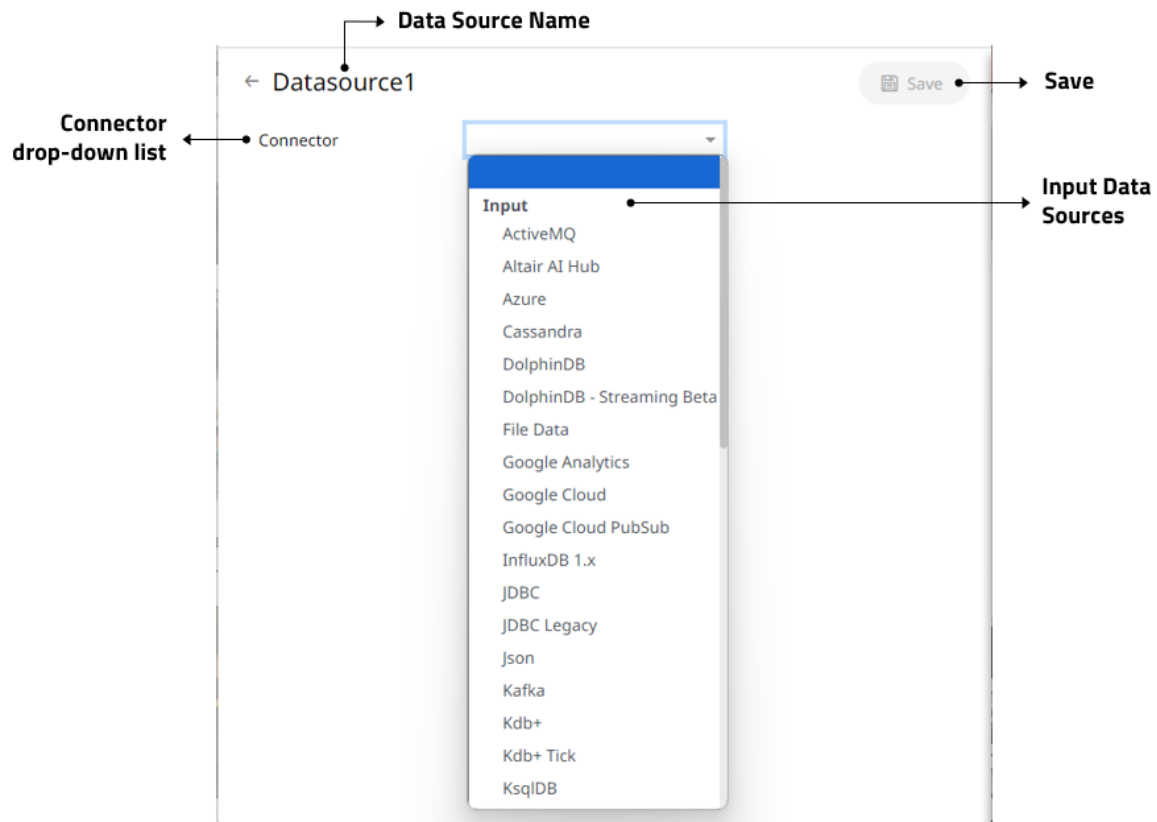 Data Source Name
← Datasource1
Save
Save
Connector
drop-down list
Connector
Input Data
Sources
Input
ActiveMQ
Altair AI Hub
Azure
Cassandra
DolphinDB
DolphinDB - Streaming Beta
File Data
Google Analytics
Google Cloud
Google Cloud PubSub
InfluxDB 1.x
JDBC
JDBC Legacy
Json
Kafka
Kdb+
Kdb+ Tick
KsqlDB